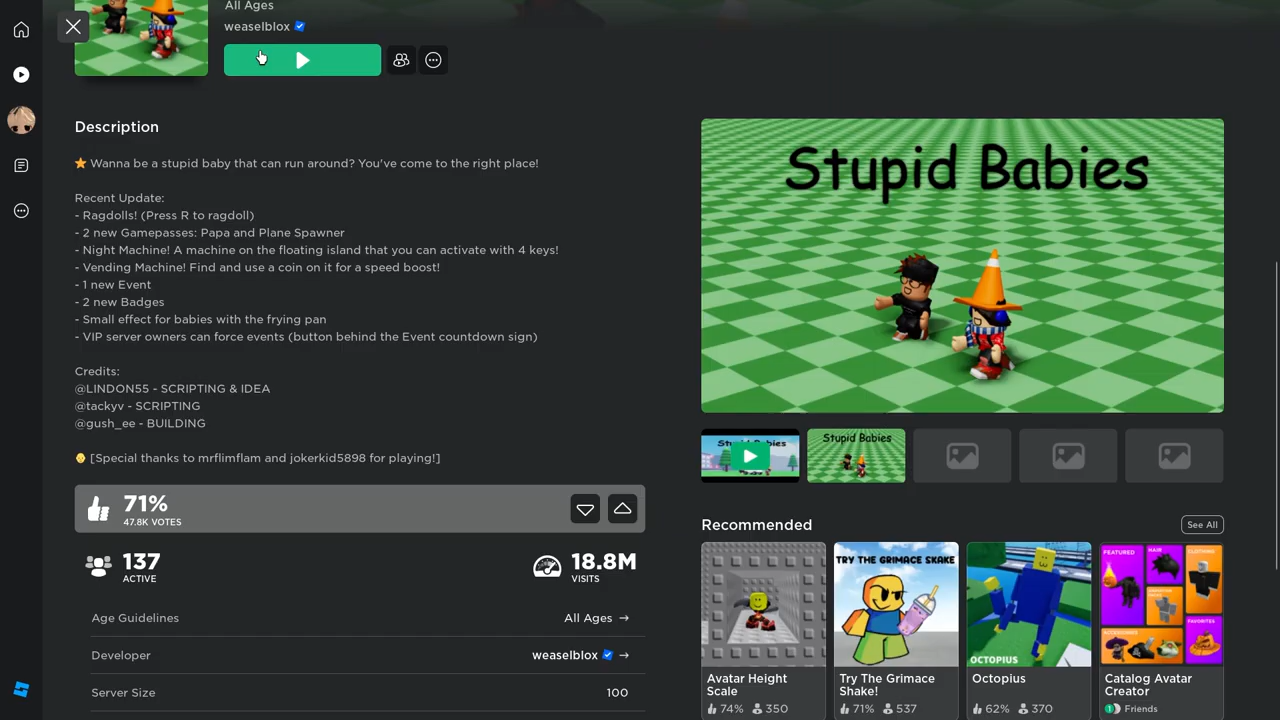 All Ages
weaselblox
Description
Wanna be a stupid baby that can run around? You've come to the right place!
Recent Update:
- Ragdolls! (Press R to ragdoll)
- 2 new Gamepasses: Papa and Plane Spawner
- Night Machine! A machine on the floating island that you can activate with 4 keys!
- Vending Machine! Find and use a coin on it for a speed boost!
- 1 new Event
- 2 new Badges
- Small effect for babies with the frying pan
- VIP server owners can force events (button behind the Event countdown sign)
Credits:
@LINDON55 - SCRIPTING & IDEA
@tackyv - SCRIPTING
@gush_ee - BUILDING
[Special thanks to mrflimflam and jokerkid5898 for playing!]
71%
47.8K VOTES
137
ACTIVE
18.8M
VISITS
Age Guidelines
All Ages →
Developer
weaselblox →
Server Size
100
Stupid Babies
Stupid Babies
Stupid Babies
Recommended
See All
TRY THE GRIMACE SHAKE
OCTOPIUS
FEATURED
HAIR
CLOTHING
ACCESSORIES
FAVORITES
Avatar Height
Scale
74% 350
Try The Grimace
Shake!
71% 537
Octopius
62% 370
Catalog Avatar
Creator
1 Friends